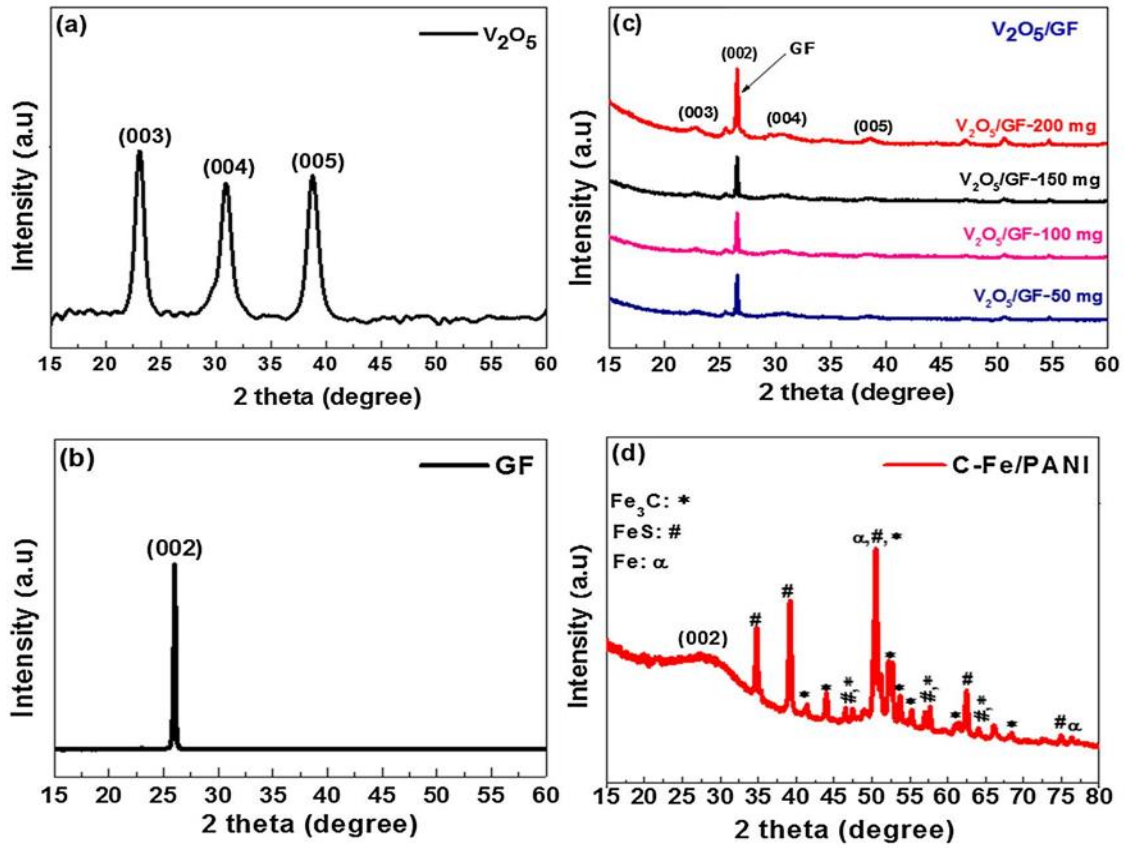 (a)
V₂O₅
(003)
(004)
(005)
Intensity (a.u)
15 20 25 30 35 40 45 50 55 60
2 theta (degree)
(c)
V₂O₅/GF
(002)
GF
(003)
(004)
(005)
V₂O₅/GF-200 mg
V₂O₅/GF-150 mg
V₂O₅/GF-100 mg
V₂O₅/GF-50 mg
Intensity (a.u)
15 20 25 30 35 40 45 50 55 60
2 theta (degree)
(b)
GF
(002)
Intensity (a.u)
15 20 25 30 35 40 45 50 55 60
2 theta (degree)
(d)
C-Fe/PANI
Fe₃C: *
FeS: #
Fe: α
α,#,*
#
#
(002)
*
*
#,*
*
*
*
#,*
*
#
#,*
*
#α
Intensity (a.u)
15 20 25 30 35 40 45 50 55 60 65 70 75 80
2 theta (degree)